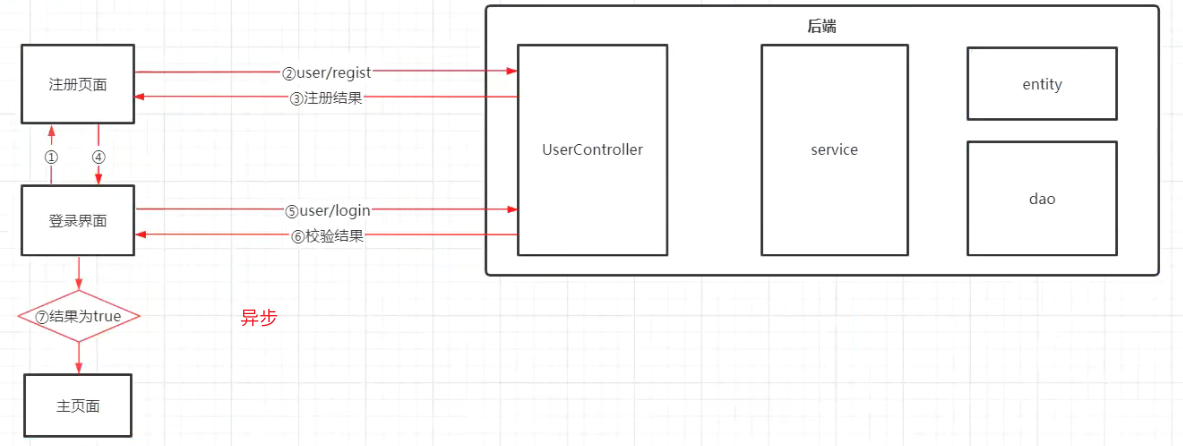 后端
注册页面
②user/regist
③注册结果
UserController
service
entity
dao
①
④
登录界面
⑤user/login
⑥校验结果
⑦结果为true
异步
主页面